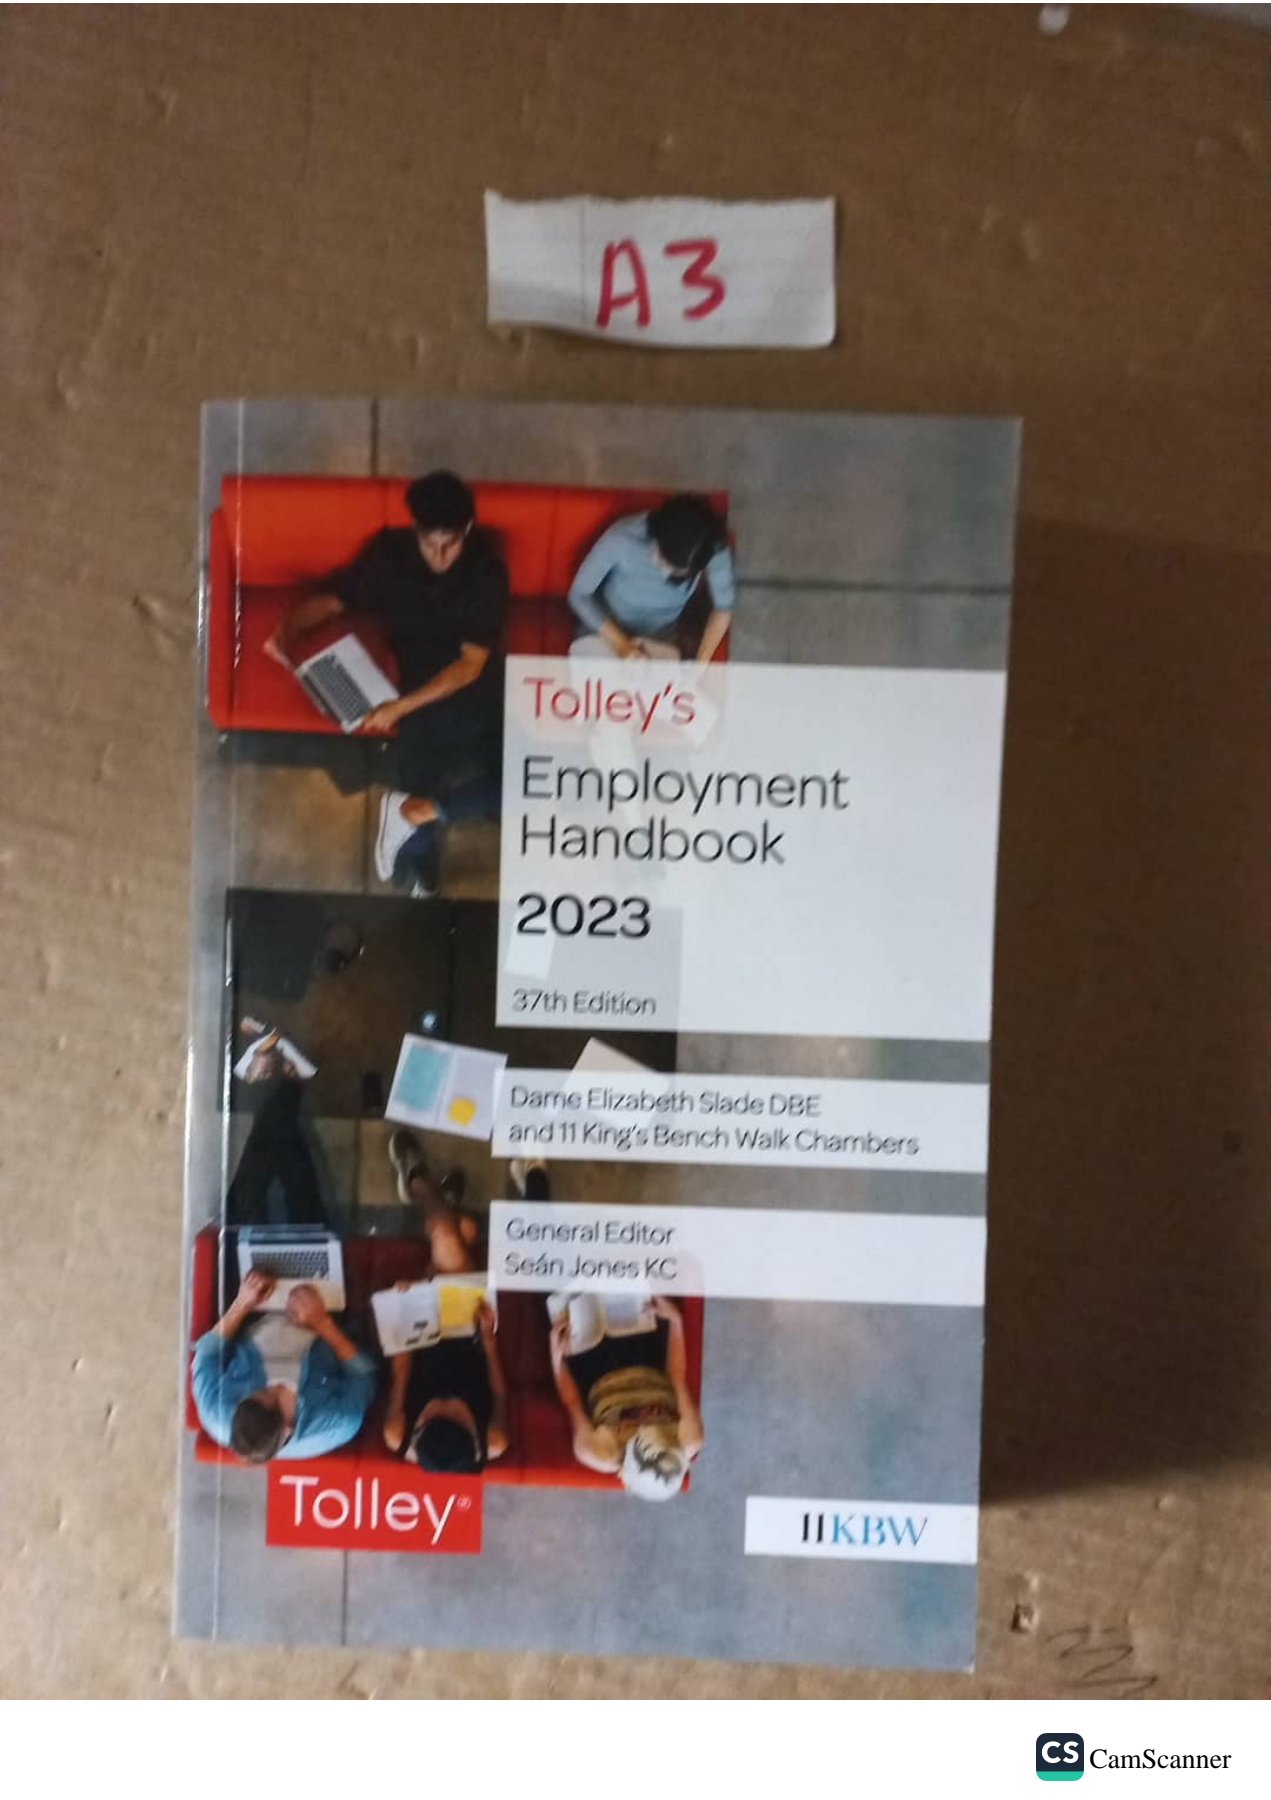 A3
Tolley's
Employment
Handbook
2023
37th Edition
Dame Elizabeth Slade DBE
and 11 King's Bench Walk Chambers
General Editor
Seán Jones KC
Tolley®
11KBW
CS CamScanner